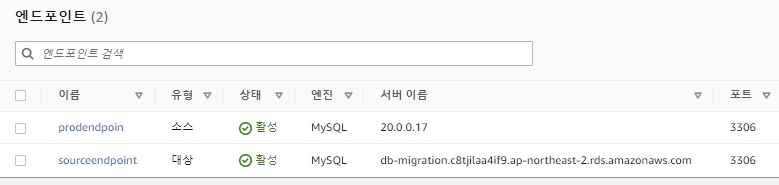 엔드포인트 (2)
엔드포인트 검색
이름 유형 상태 엔진 서버 이름 포트
prodendpoin 소스 활성 MySQL 20.0.0.17 3306
sourceendpoint 대상 활성 MySQL db-migration.c8tjilaa4if9.ap-northeast-2.rds.amazonaws.com 3306